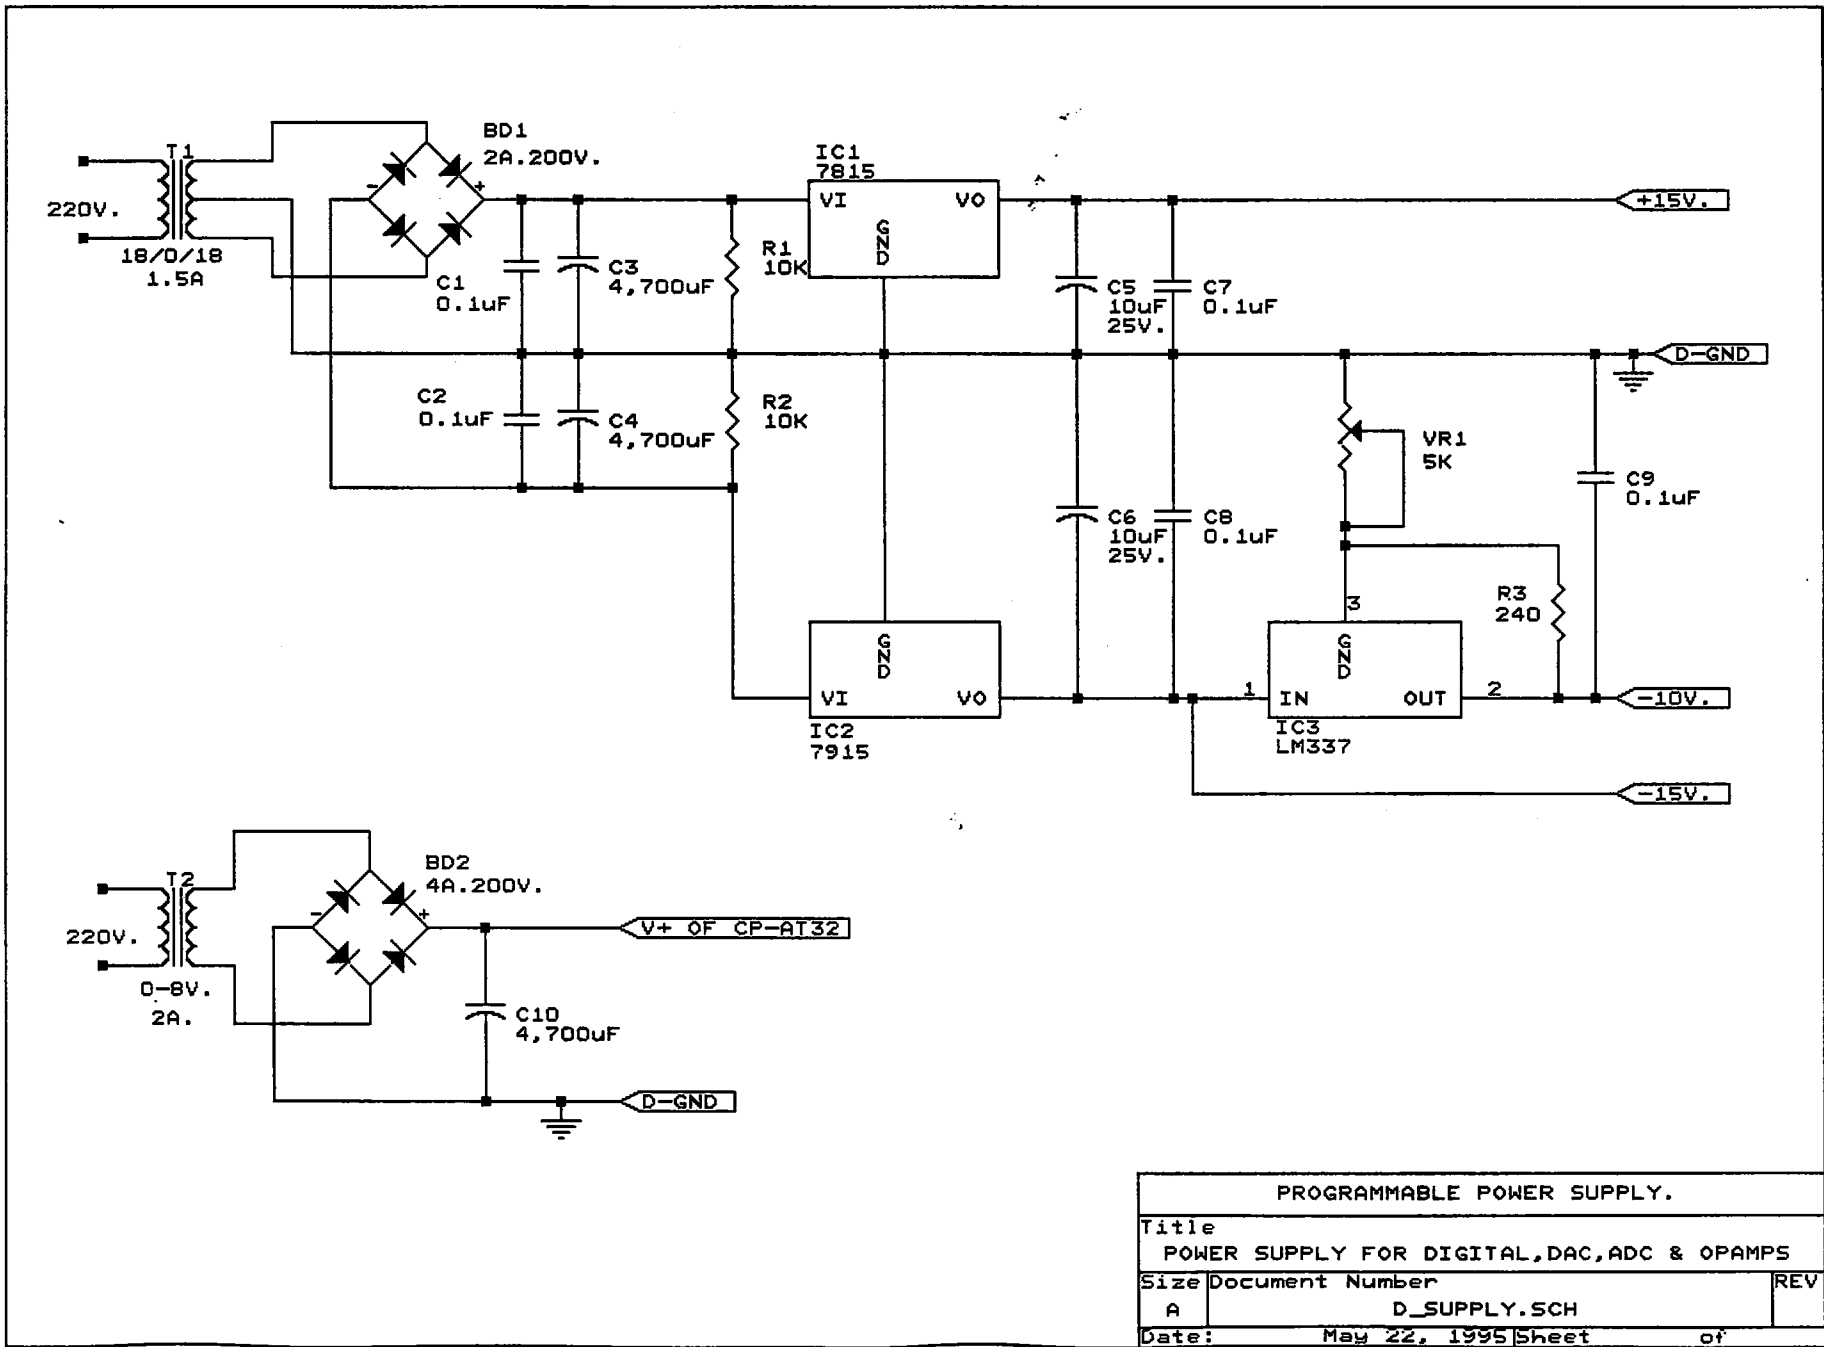 T1
220V.
18/0/18
1.5A
BD1
2A.200V.
-
+
C1
0.1uF
C3
4,700uF
R1
10K
IC1
7815
VI
VO
GND
C5
10uF
25V.
C7
0.1uF
+15V.
D-GND
C2
0.1uF
C4
4,700uF
R2
10K
VR1
5K
C9
0.1uF
C6
10uF
25V.
C8
0.1uF
R3
240
3
GND
VI
VO
IC2
7915
1
GND
IN
OUT
2
IC3
LM337
-10V.
-15V.
T2
220V.
0-8V.
2A.
BD2
4A.200V.
-
+
V+ OF CP-AT32
C10
4,700uF
D-GND
PROGRAMMABLE POWER SUPPLY.
Title
POWER SUPPLY FOR DIGITAL,DAC,ADC & OPAMPS
Size
Document Number
REV
A
D_SUPPLY.SCH
Date:
May 22, 1995
Sheet
of